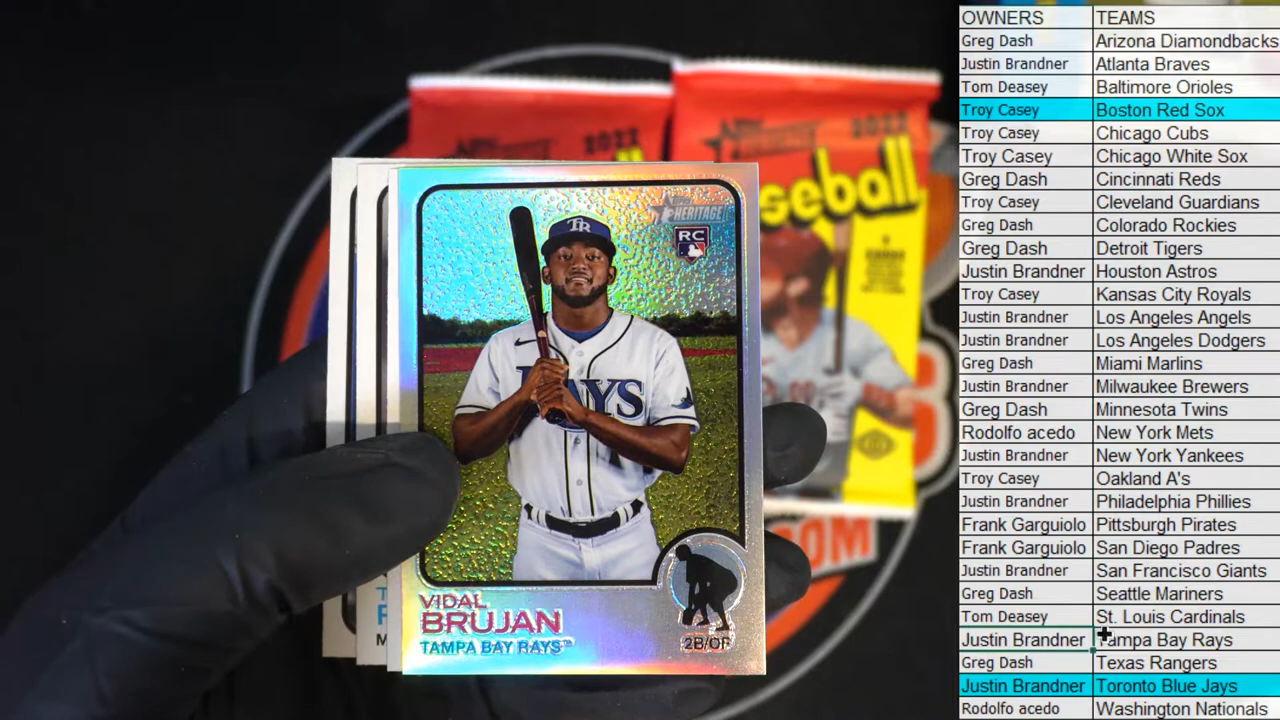 OWNERS TEAMS
Greg Dash Arizona Diamondbacks
Justin Brandner Atlanta Braves
Tom Deasey Baltimore Orioles
Troy Casey Boston Red Sox
Troy Casey Chicago Cubs
Troy Casey Chicago White Sox
Greg Dash Cincinnati Reds
Troy Casey Cleveland Guardians
Greg Dash Colorado Rockies
Greg Dash Detroit Tigers
Justin Brandner Houston Astros
Troy Casey Kansas City Royals
Justin Brandner Los Angeles Angels
Justin Brandner Los Angeles Dodgers
Greg Dash Miami Marlins
Justin Brandner Milwaukee Brewers
Greg Dash Minnesota Twins
Rodolfo acedo New York Mets
Justin Brandner New York Yankees
Troy Casey Oakland A's
Justin Brandner Philadelphia Phillies
Frank Garguiolo Pittsburgh Pirates
Frank Garguiolo San Diego Padres
Justin Brandner San Francisco Giants
Greg Dash Seattle Mariners
Tom Deasey St. Louis Cardinals
Justin Brandner Tampa Bay Rays
Greg Dash Texas Rangers
Justin Brandner Toronto Blue Jays
Rodolfo acedo Washington Nationals
2022
2022
seball
HERITAGE
RC
TB
RAYS
VIDAL
BRUJAN
TAMPA BAY RAYS™
2B/OF
OM